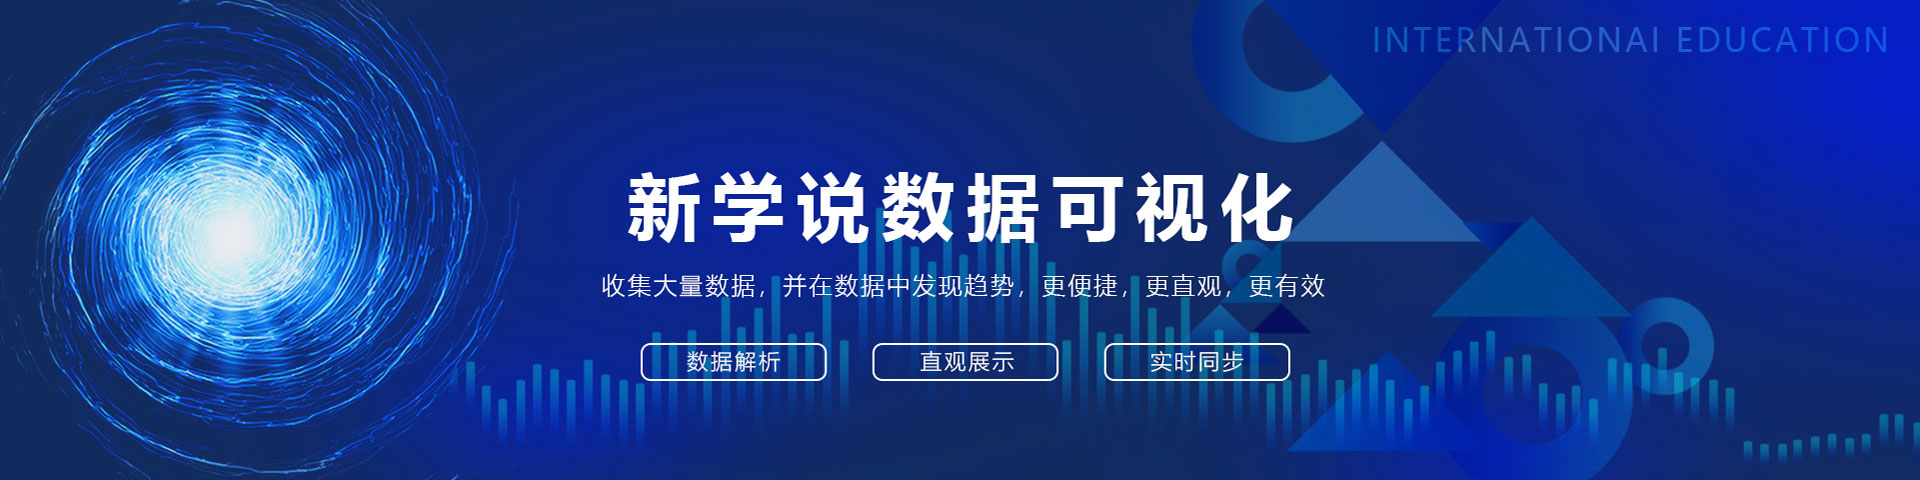 INTERNATIONAI EDUCATION
新学说数据可视化
收集大量数据，并在数据中发现趋势，更便捷，更直观，更有效
数据解析
直观展示
实时同步